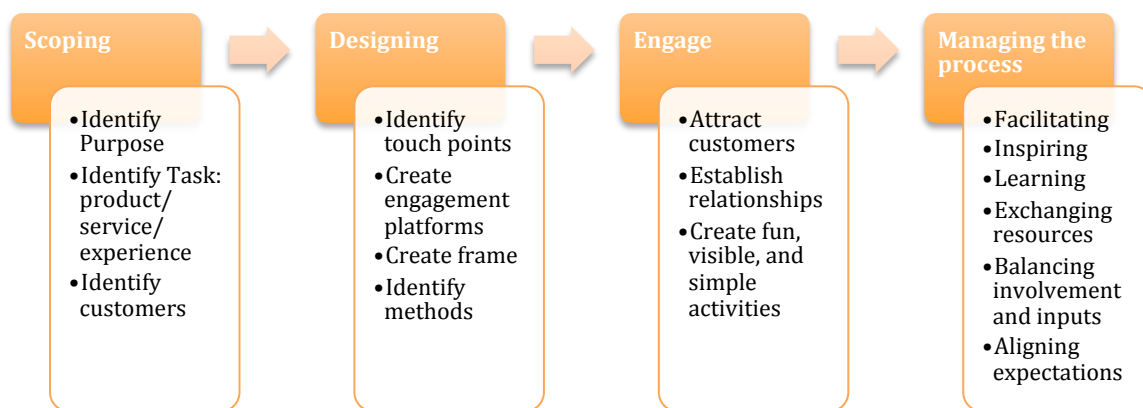 Scoping
•Identify
Purpose
•Identify Task:
product/
service/
experience
•Identify
customers
Designing
•Identify
touch points
•Create
engagement
platforms
•Create frame
•Identify
methods
Engage
•Attract
customers
•Establish
relationships
•Create fun,
visible, and
simple
activities
Managing the
process
•Facilitating
•Inspiring
•Learning
•Exchanging
resources
•Balancing
involvement
and inputs
•Aligning
expectations